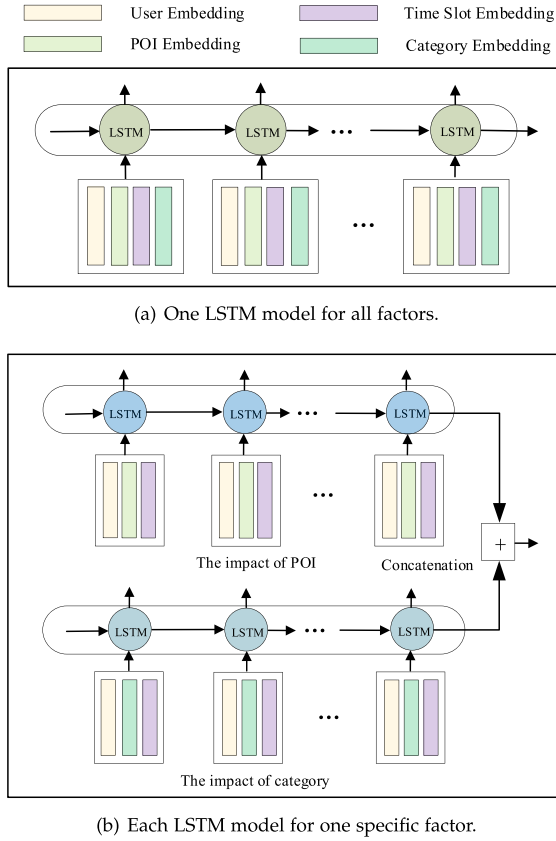 User Embedding
Time Slot Embedding
POI Embedding
Category Embedding
LSTM
LSTM
...
LSTM
...
(a) One LSTM model for all factors.
LSTM
LSTM
...
LSTM
...
The impact of POI
Concatenation
+
LSTM
LSTM
...
LSTM
...
The impact of category
(b) Each LSTM model for one specific factor.